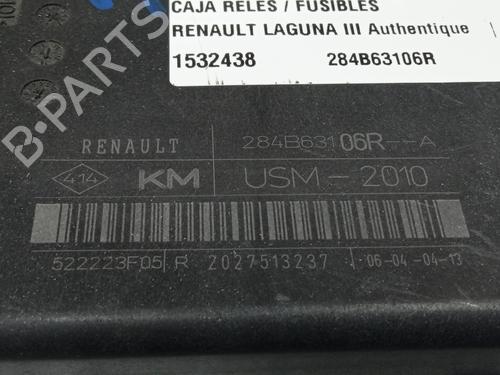 CAJA RELES / FUSIBLES
RENAULT LAGUNA III Authentique |
1532438 284B63106R
RENAULT 284B63106R--A
414 KM USM-2010
522223F05 R 2027513237 06-04-04-13